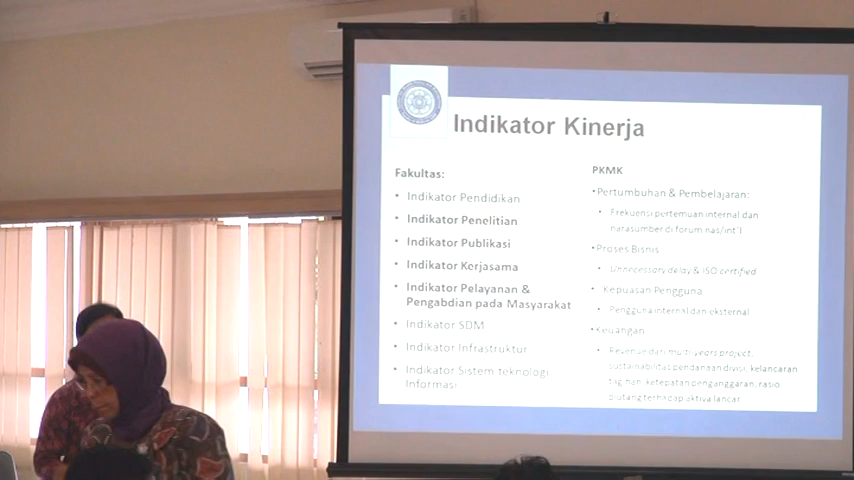 Indikator Kinerja
Fakultas:
• Indikator Pendidikan
• Indikator Penelitian
• Indikator Publikasi
• Indikator Kerjasama
• Indikator Pelayanan &
Pengabdian pada Masyarakat
• Indikator SDM
• Indikator Infrastruktur
• Indikator Sistem teknologi
Informasi
PKMK
•Pertumbuhan & Pembelajaran:
• Frekuensi pertemuan internal dan
narasumber di forum nas/int'l
•Proses Bisnis
• Unnecessary delay & ISO certified
• Kepuasan Pengguna
• Pengguna internal dan eksternal
•Keuangan
• Revenue dari multi-years project,
sustainabilitas pendanaan divisi, kelancaran
tagihan, ketepatan penganggaran, rasio
piutang terhadap aktiva lancar